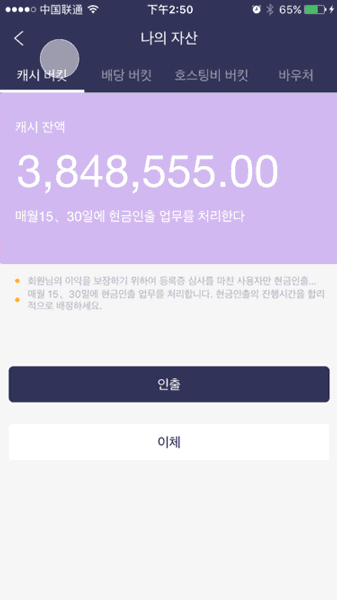 中国联通 下午2:50 65%
나의 자산
캐시 버킷 배당 버킷 호스팅비 버킷 바우처
캐시 잔액
3,848,555.00
매월15、30일에 현금인출 업무를 처리한다
회원님의 이익을 보장하기 위하여 등록증 심사를 마친 사용자만 현금인출...
매월 15、30일에 현금인출 업무를 처리합니다. 현금인출의 진행시간을 합리
적으로 배정하세요.
인출
이체